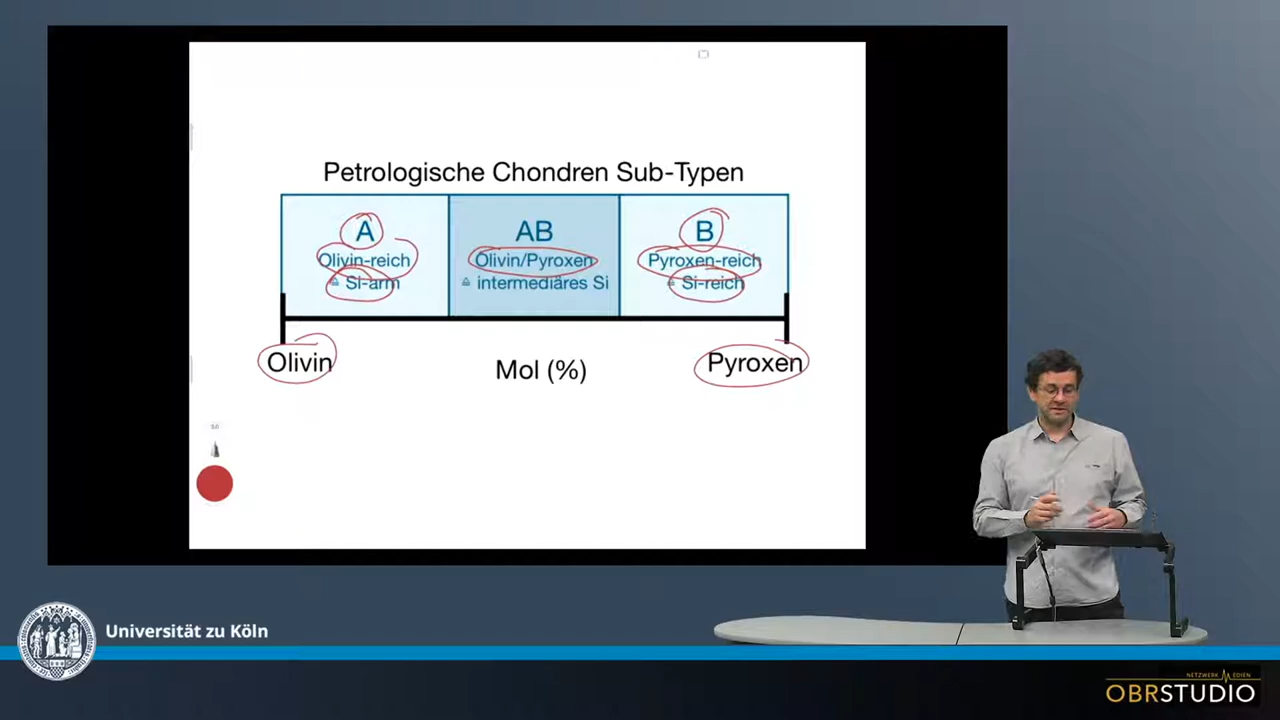 Petrologische Chondren Sub-Typen
A
Olivin-reich
≙ Si-arm
AB
Olivin/Pyroxen
≙ intermediäres Si
B
Pyroxen-reich
≙ Si-reich
Olivin
Mol (%)
Pyroxen
Universität zu Köln
NETZWERK MEDIEN
OBRSTUDIO